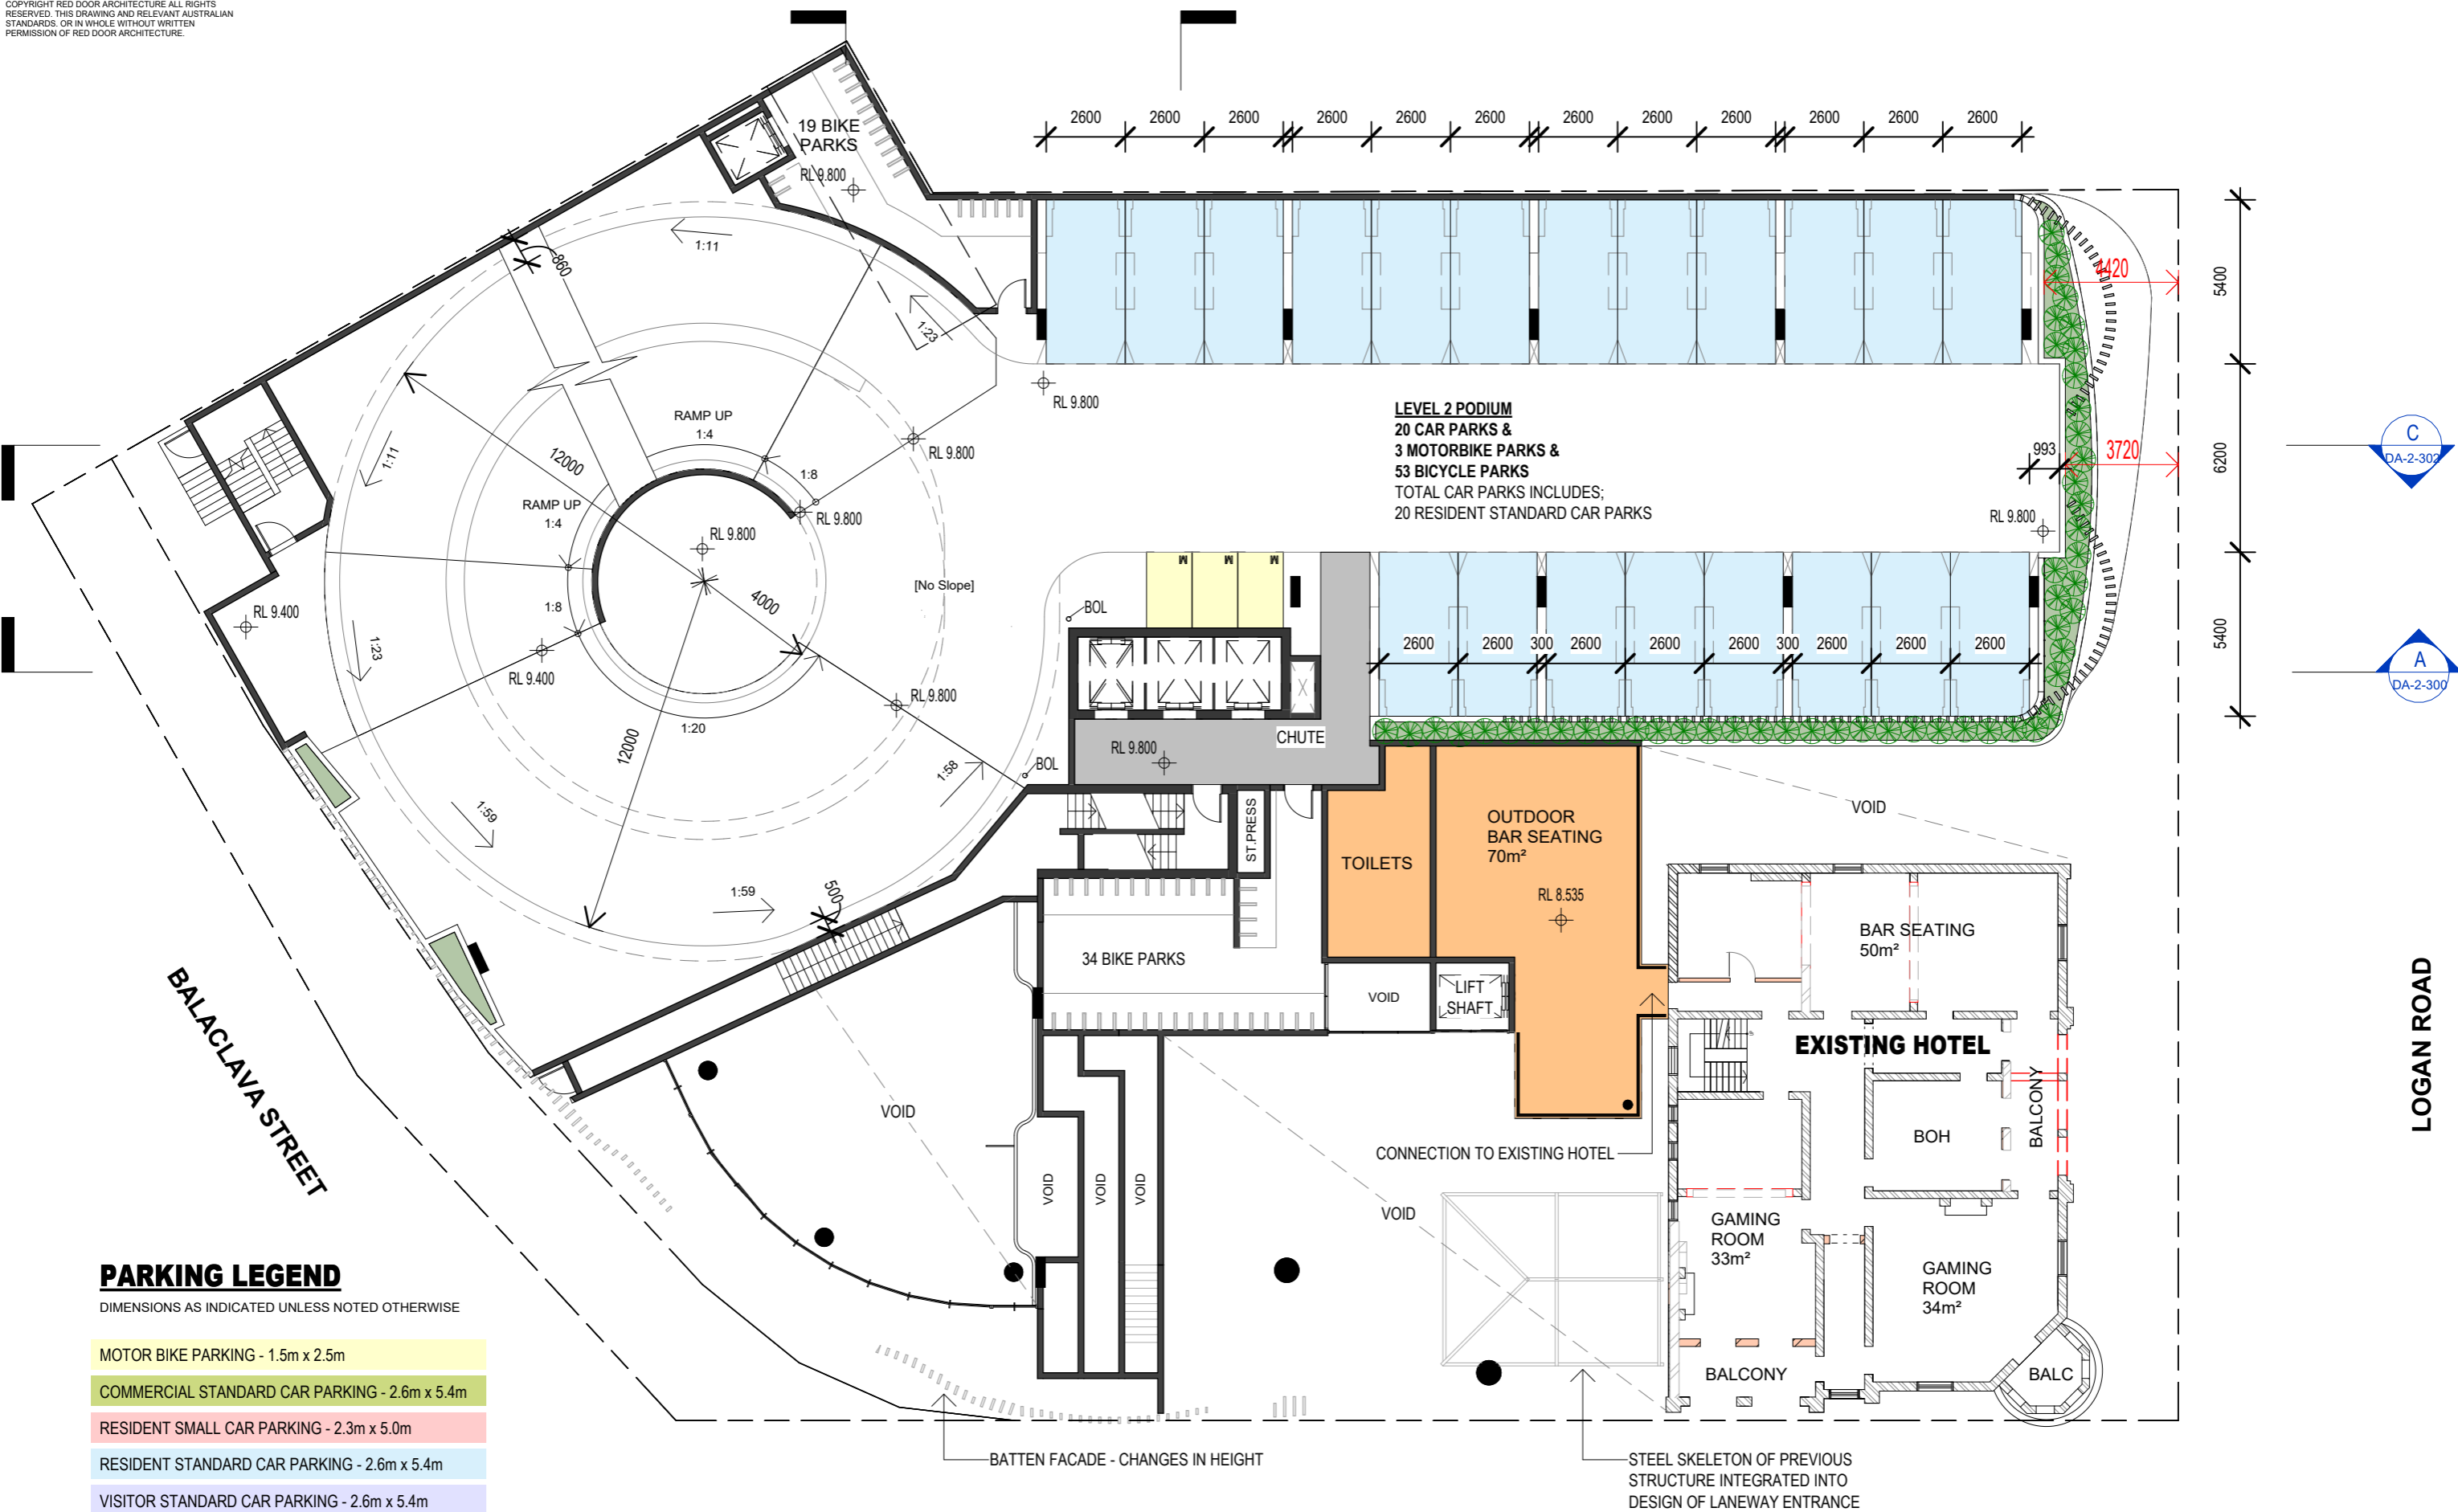 COPYRIGHT RED DOOR ARCHITECTURE ALL RIGHTS
RESERVED. THIS DRAWING AND RELEVANT AUSTRALIAN
STANDARDS. OR IN WHOLE WITHOUT WRITTEN
PERMISSION OF RED DOOR ARCHITECTURE.
2600 2600 2600 2600 2600 2600 2600 2600 2600 2600 2600 2600
19 BIKE
PARKS
RL 9.800
1:11
860
1:23
4420
5400
RL 9.800
LEVEL 2 PODIUM
20 CAR PARKS &
3 MOTORBIKE PARKS &
53 BICYCLE PARKS
TOTAL CAR PARKS INCLUDES;
20 RESIDENT STANDARD CAR PARKS
RAMP UP
1:4
RL 9.800
1:11
12000
1:8
993
3720
6200
C
DA-2-302
RAMP UP
1:4
RL 9.800
RL 9.800
RL 9.800
[No Slope]
M M M
4000
1:8
BOL
RL 9.400
1:23
RL 9.400
RL 9.800
2600 2600 300 2600 2600 2600 300 2600 2600 2600
5400
A
DA-2-300
1:20
12000
CHUTE
RL 9.800
BOL
1:58
1:59
VOID
ST.PRESS
OUTDOOR
BAR SEATING
70m²
TOILETS
RL 8.535
1:59
500
BAR SEATING
50m²
34 BIKE PARKS
VOID
LIFT
SHAFT
BALACLAVA STREET
EXISTING HOTEL
LOGAN ROAD
VOID
BALCONY
BOH
CONNECTION TO EXISTING HOTEL
VOID
VOID
VOID
VOID
GAMING
ROOM
33m²
GAMING
ROOM
34m²
BALCONY
BALC
PARKING LEGEND
DIMENSIONS AS INDICATED UNLESS NOTED OTHERWISE
MOTOR BIKE PARKING - 1.5m x 2.5m
COMMERCIAL STANDARD CAR PARKING - 2.6m x 5.4m
RESIDENT SMALL CAR PARKING - 2.3m x 5.0m
RESIDENT STANDARD CAR PARKING - 2.6m x 5.4m
VISITOR STANDARD CAR PARKING - 2.6m x 5.4m
BATTEN FACADE - CHANGES IN HEIGHT
STEEL SKELETON OF PREVIOUS
STRUCTURE INTEGRATED INTO
DESIGN OF LANEWAY ENTRANCE